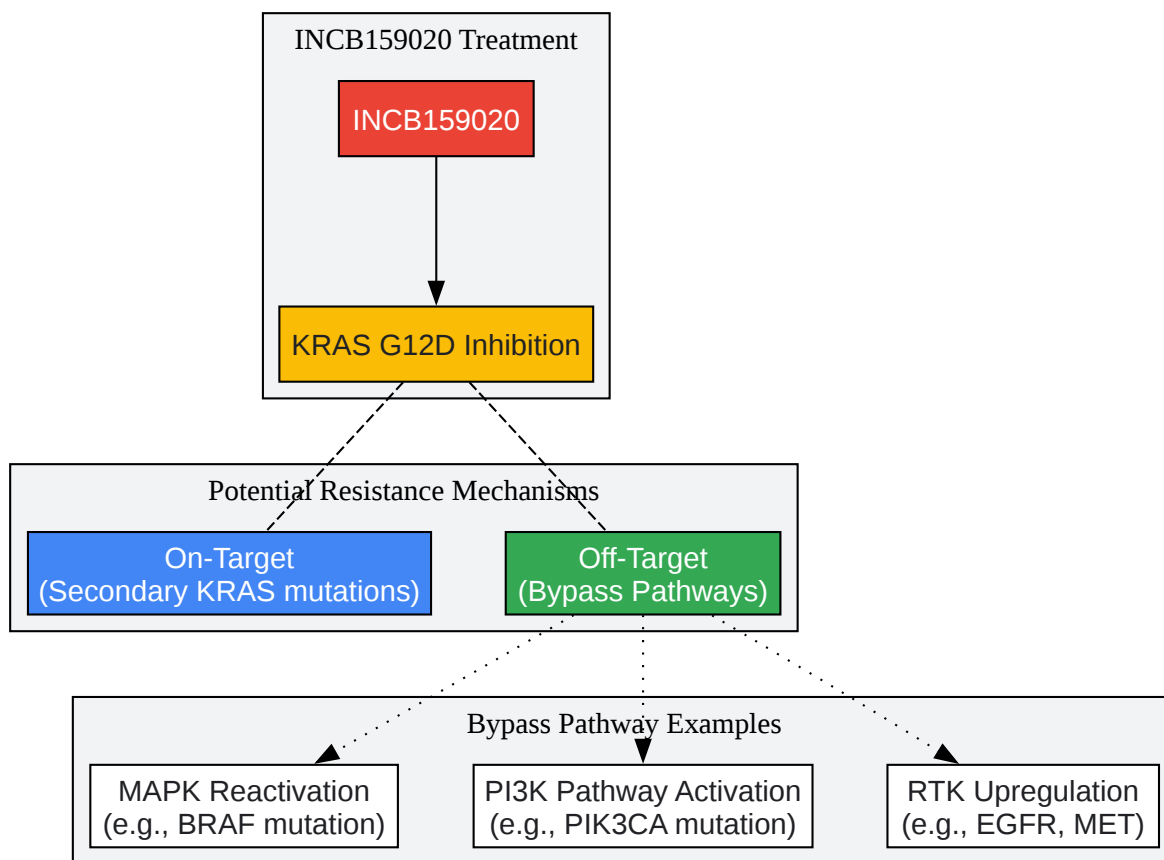 INCB159020 Treatment
INCB159020
KRAS G12D Inhibition
Potential Resistance Mechanisms
On-Target
(Secondary KRAS mutations)
Off-Target
(Bypass Pathways)
Bypass Pathway Examples
MAPK Reactivation
(e.g., BRAF mutation)
PI3K Pathway Activation
(e.g., PIK3CA mutation)
RTK Upregulation
(e.g., EGFR, MET)